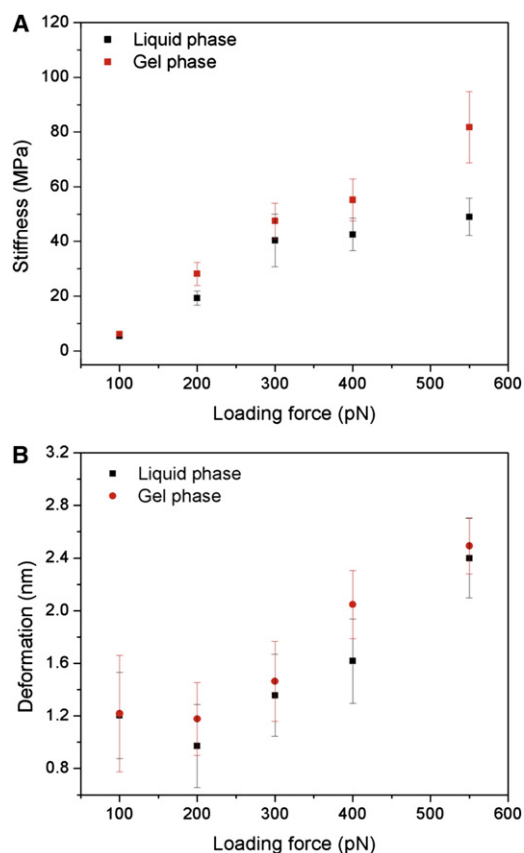 A
Liquid phase
Gel phase
120
100
80
60
40
20
0
Stiffness (MPa)
100 200 300 400 500 600
Loading force (pN)
B
Liquid phase
Gel phase
3.2
2.8
2.4
2.0
1.6
1.2
0.8
Deformation (nm)
100 200 300 400 500 600
Loading force (pN)